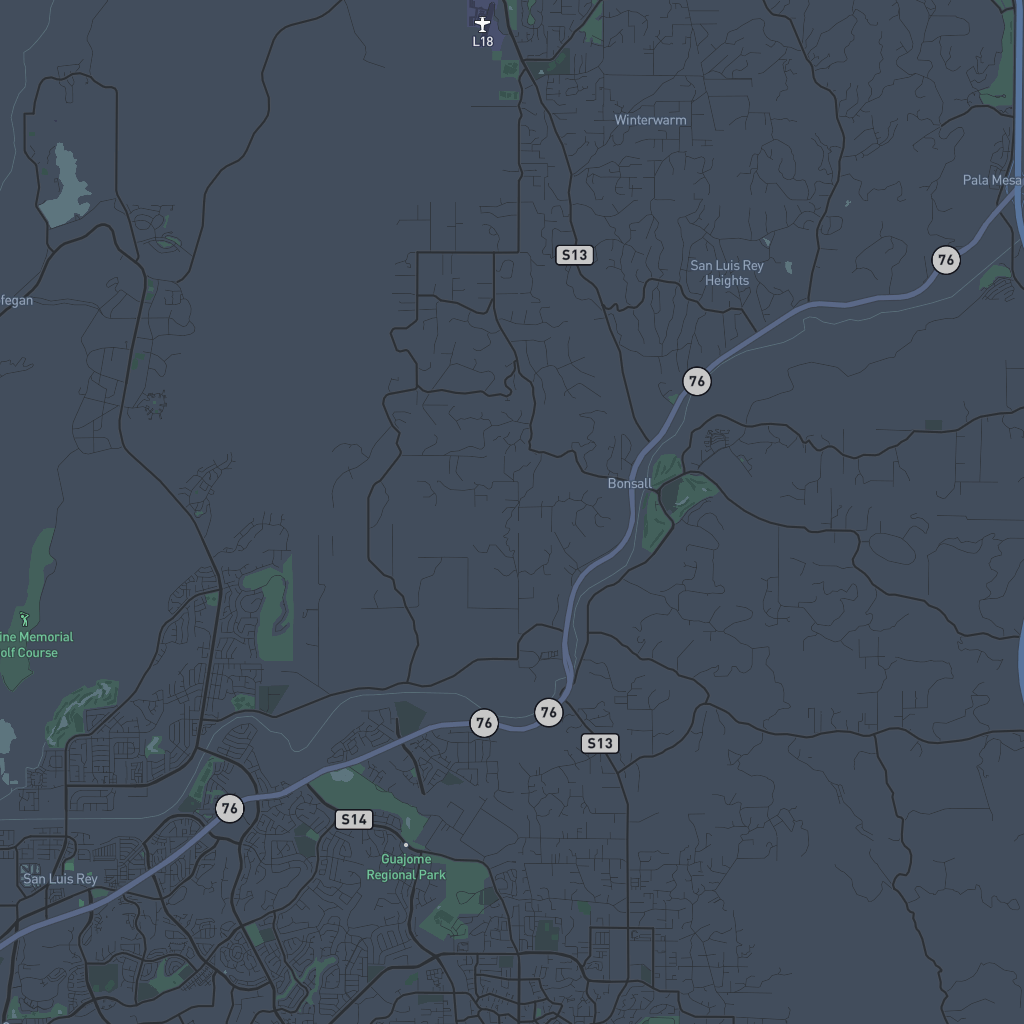 L18
Winterwarm
Pala Mesa
S13
76
San Luis Rey
Heights
fegan
76
Bonsall
ine Memorial
olf Course
76
76
S13
76
S14
Guajome
Regional Park
San Luis Rey